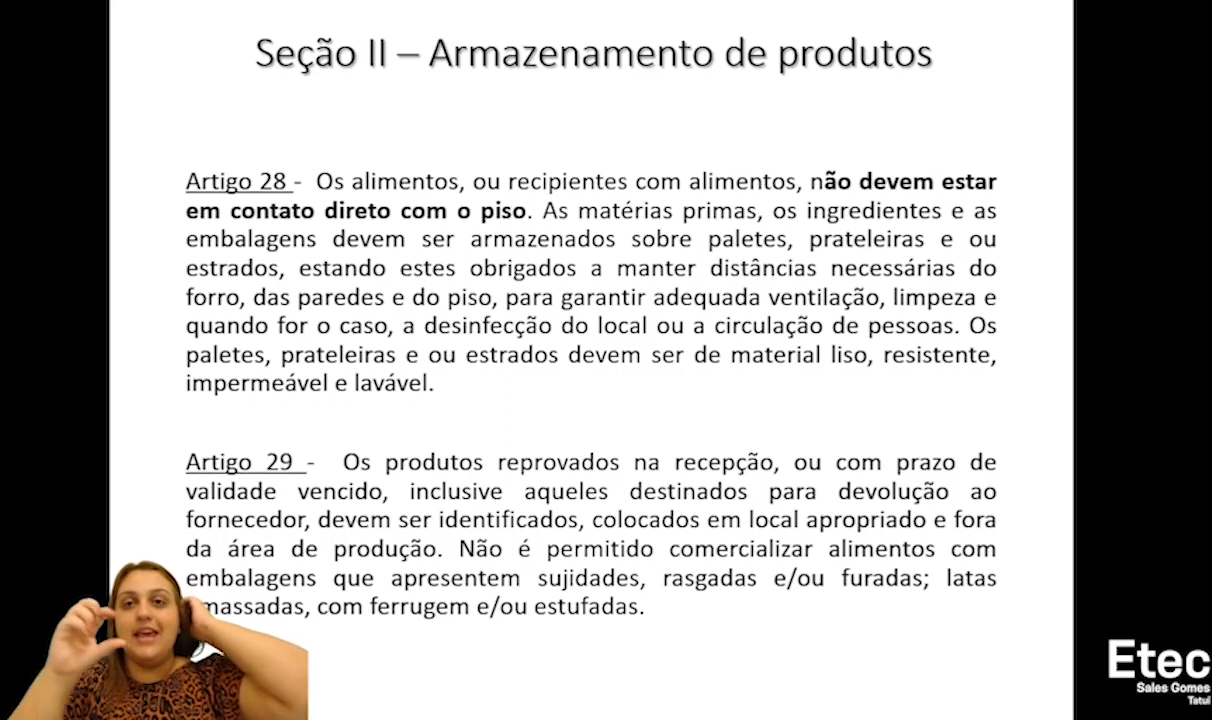 Seção II – Armazenamento de produtos
Artigo 28 - Os alimentos, ou recipientes com alimentos, não devem estar
em contato direto com o piso. As matérias primas, os ingredientes e as
embalagens devem ser armazenados sobre paletes, prateleiras e ou
estrados, estando estes obrigados a manter distâncias necessárias do
forro, das paredes e do piso, para garantir adequada ventilação, limpeza e
quando for o caso, a desinfecção do local ou a circulação de pessoas. Os
paletes, prateleiras e ou estrados devem ser de material liso, resistente,
impermeável e lavável.
Artigo 29 - Os produtos reprovados na recepção, ou com prazo de
validade vencido, inclusive aqueles destinados para devolução ao
fornecedor, devem ser identificados, colocados em local apropriado e fora
da área de produção. Não é permitido comercializar alimentos com
embalagens que apresentem sujidades, rasgadas e/ou furadas; latas
massadas, com ferrugem e/ou estufadas.
Etec
Sales Gomes
Tatuí